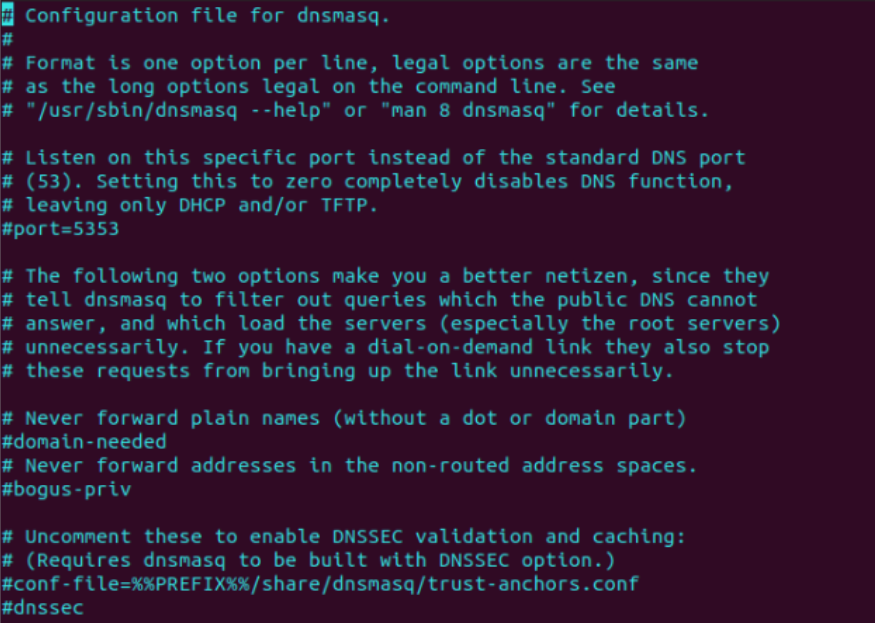 # Configuration file for dnsmasq.
#
# Format is one option per line, legal options are the same
# as the long options legal on the command line. See
# "/usr/sbin/dnsmasq --help" or "man 8 dnsmasq" for details.
# Listen on this specific port instead of the standard DNS port
# (53). Setting this to zero completely disables DNS function,
# leaving only DHCP and/or TFTP.
#port=5353
# The following two options make you a better netizen, since they
# tell dnsmasq to filter out queries which the public DNS cannot
# answer, and which load the servers (especially the root servers)
# unnecessarily. If you have a dial-on-demand link they also stop
# these requests from bringing up the link unnecessarily.
# Never forward plain names (without a dot or domain part)
#domain-needed
# Never forward addresses in the non-routed address spaces.
#bogus-priv
# Uncomment these to enable DNSSEC validation and caching:
# (Requires dnsmasq to be built with DNSSEC option.)
#conf-file=%%PREFIX%%/share/dnsmasq/trust-anchors.conf
#dnssec